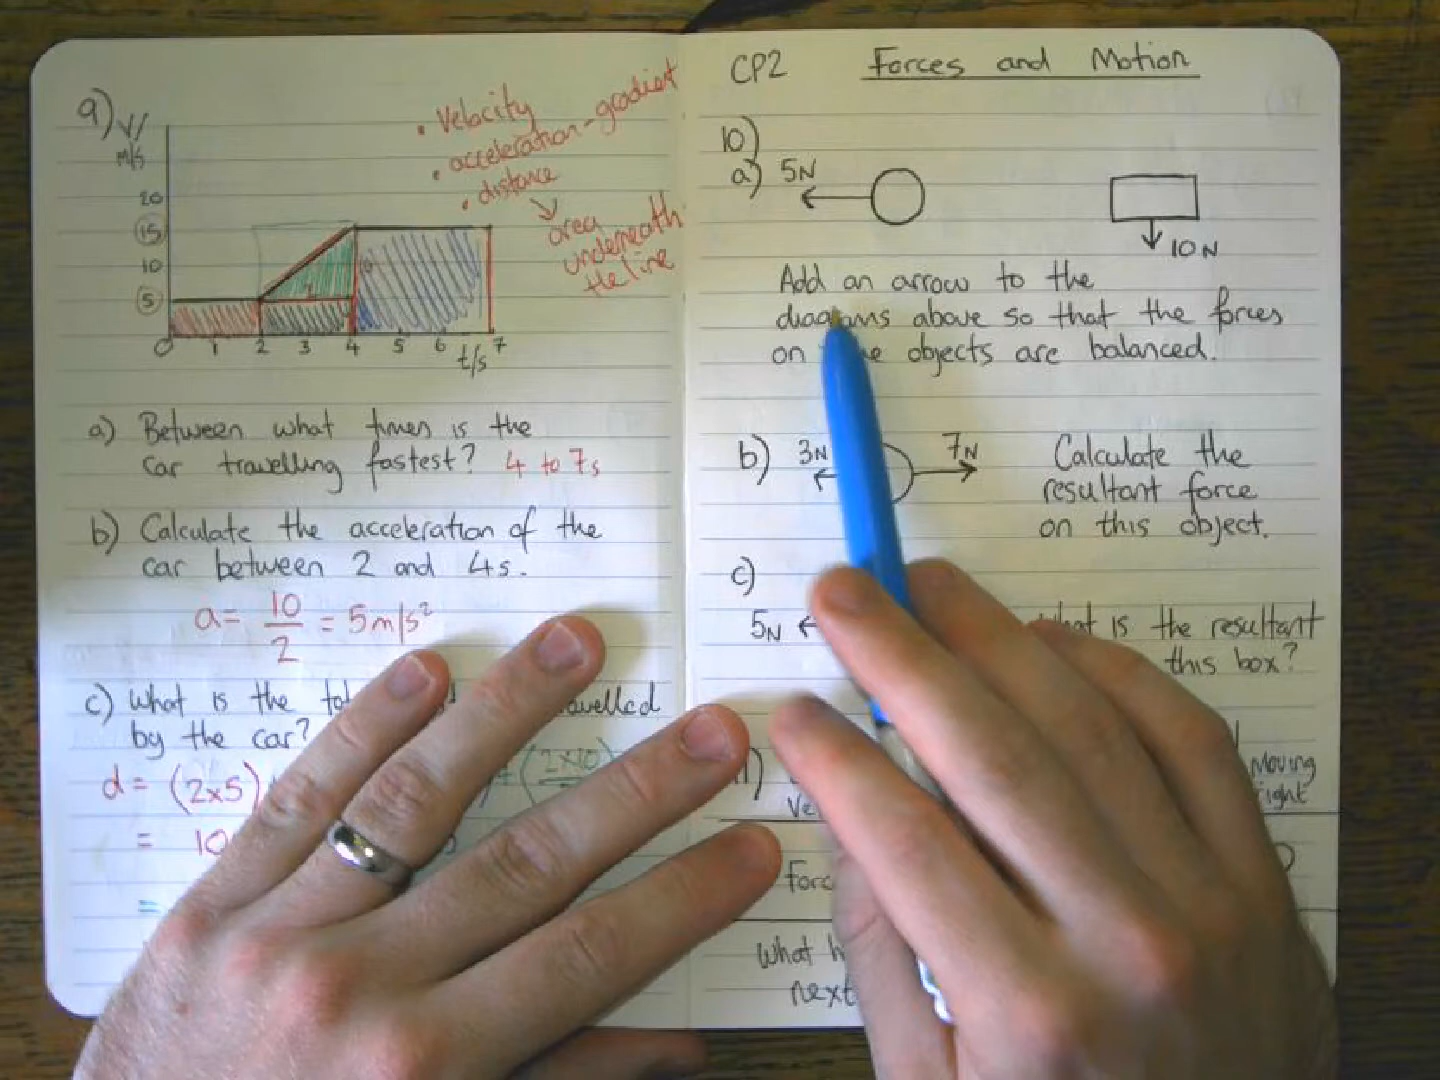 9) v/
m/s
20
15
10
5
0 1 2 3 4 5 6 7
t/s
• Velocity
• acceleration - gradient
• distance
area
underneath
the line
a) Between what times is the
car travelling fastest? 4 to 7s
b) Calculate the acceleration of the
car between 2 and 4s.
a = 10/2 = 5m/s²
c) What is the
by the car?
d = (2x5)
= 10
=
(2x10)
CP2 Forces and Motion
10)
a) 5N
10N
Add an arrow to the
diagrams above so that the forces
on objects are balanced.
b) 3N 7N
Calculate the
resultant force
on this object.
c)
5N
is the resultant
this box?
Moving
What
next